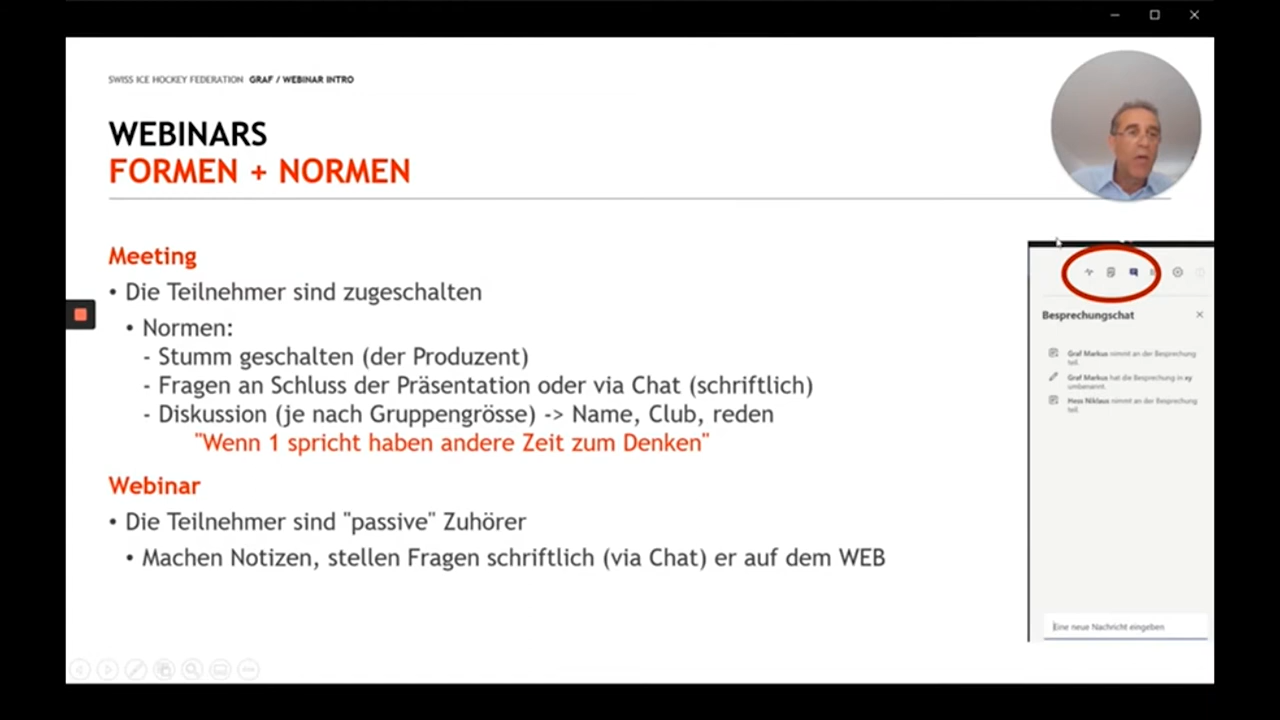 SWISS ICE HOCKEY FEDERATION GRAF / WEBINAR INTRO
WEBINARS
FORMEN + NORMEN
Meeting
• Die Teilnehmer sind zugeschalten
• Normen:
- Stumm geschalten (der Produzent)
- Fragen an Schluss der Präsentation oder via Chat (schriftlich)
- Diskussion (je nach Gruppengrösse) -> Name, Club, reden
"Wenn 1 spricht haben andere Zeit zum Denken"
Webinar
• Die Teilnehmer sind "passive" Zuhörer
• Machen Notizen, stellen Fragen schriftlich (via Chat) er auf dem WEB
Besprechungschat
Graf Markus nimmt an der Besprechung
teil.
Graf Markus hat die Besprechung in xy
umbenannt.
Hess Niklaus nimmt an der Besprechung
teil.
Eine neue Nachricht eingeben